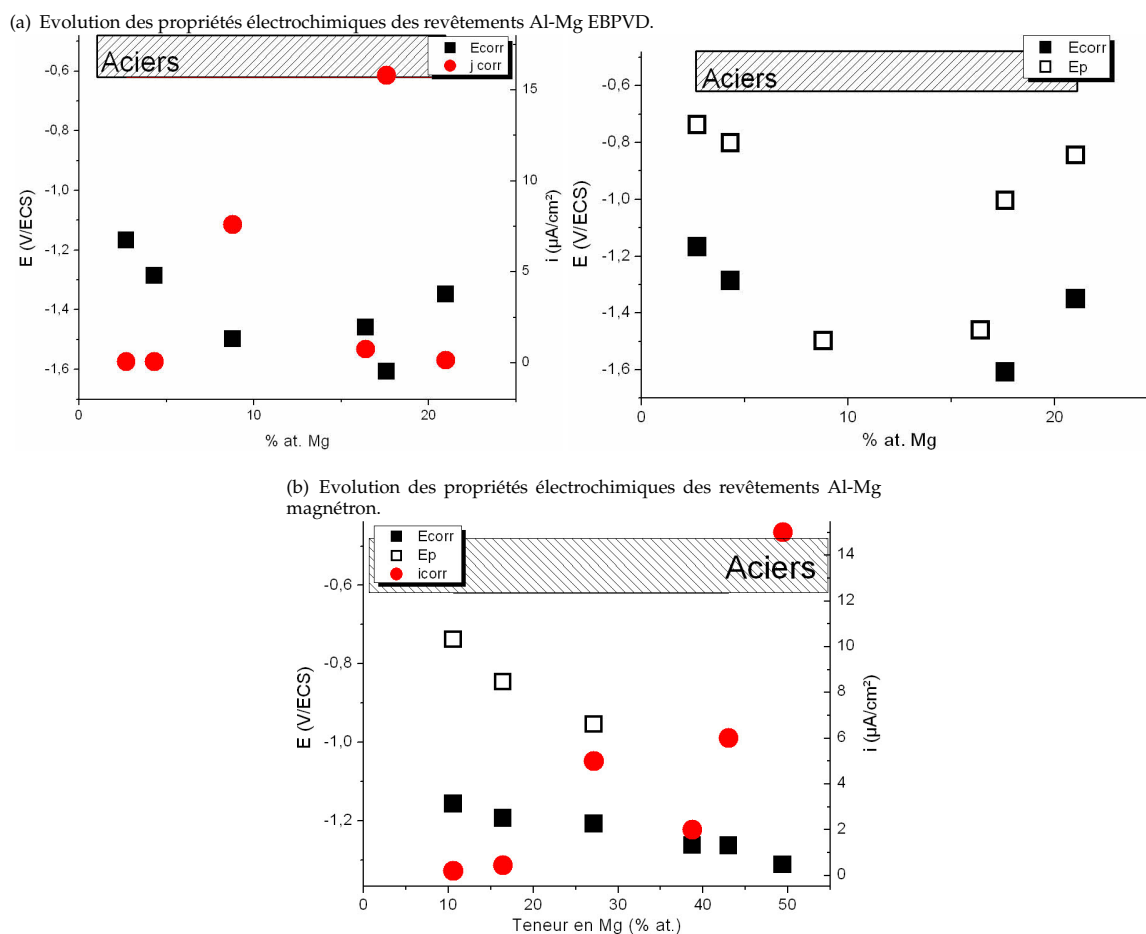 (a) Evolution des propriétés électrochimiques des revêtements Al-Mg EBPVD.
Aciers
Ecorr
j corr
-0,6
-0,8
-1,0
-1,2
-1,4
-1,6
E (V/ECS)
15
10
5
0
i (µA/cm²)
0
10
20
% at. Mg
Aciers
Ecorr
Ep
-0,6
-0,8
-1,0
-1,2
-1,4
-1,6
E (V/ECS)
0
10
20
% at. Mg
(b) Evolution des propriétés électrochimiques des revêtements Al-Mg
magnétron.
Ecorr
Ep
icorr
Aciers
-0,6
-0,8
-1,0
-1,2
E (V/ECS)
14
12
10
8
6
4
2
0
i (µA/cm²)
0
10
20
30
40
50
Teneur en Mg (% at.)